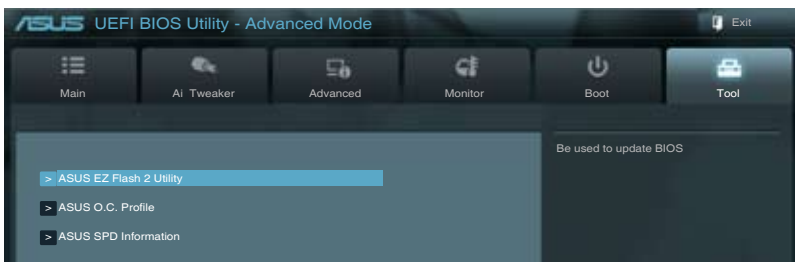 ASUS UEFI BIOS Utility - Advanced Mode
Exit
Main
Ai Tweaker
Advanced
Monitor
Boot
Tool
Be used to update BIOS
> ASUS EZ Flash 2 Utility
> ASUS O.C. Profile
> ASUS SPD Information